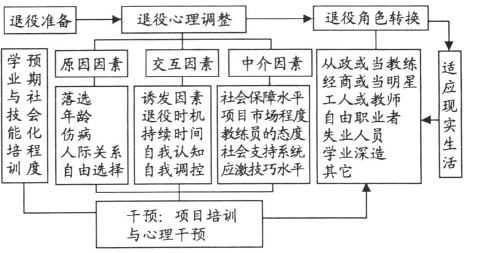 退役准备
退役心理调整
退役角色转换
学业与技能培训
预期社会化程度
原因因素
落选
年龄
伤病
人际关系
自由选择
交互因素
诱发因素
退役时机
持续时间
自我认知
自我调控
中介因素
社会保障水平
项目市场程度
教练员的态度
社会支持系统
应激技巧水平
从政或当教练
经商或当明星
工人或教师
自由职业者
失业人员
学业深造
其它
适应现实生活
干预：项目培训
与心理干预